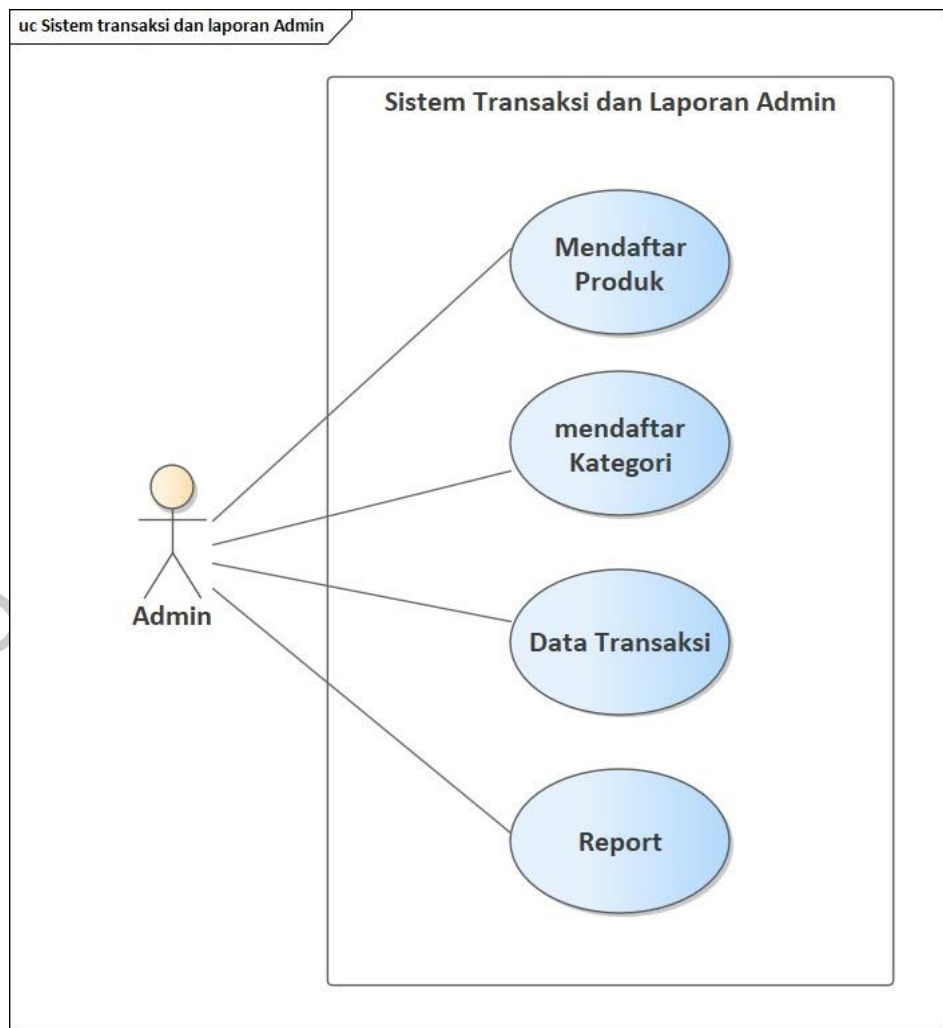 uc Sistem transaksi dan laporan Admin
Sistem Transaksi dan Laporan Admin
Mendaftar
Produk
mendaftar
Kategori
Admin
Data Transaksi
Report